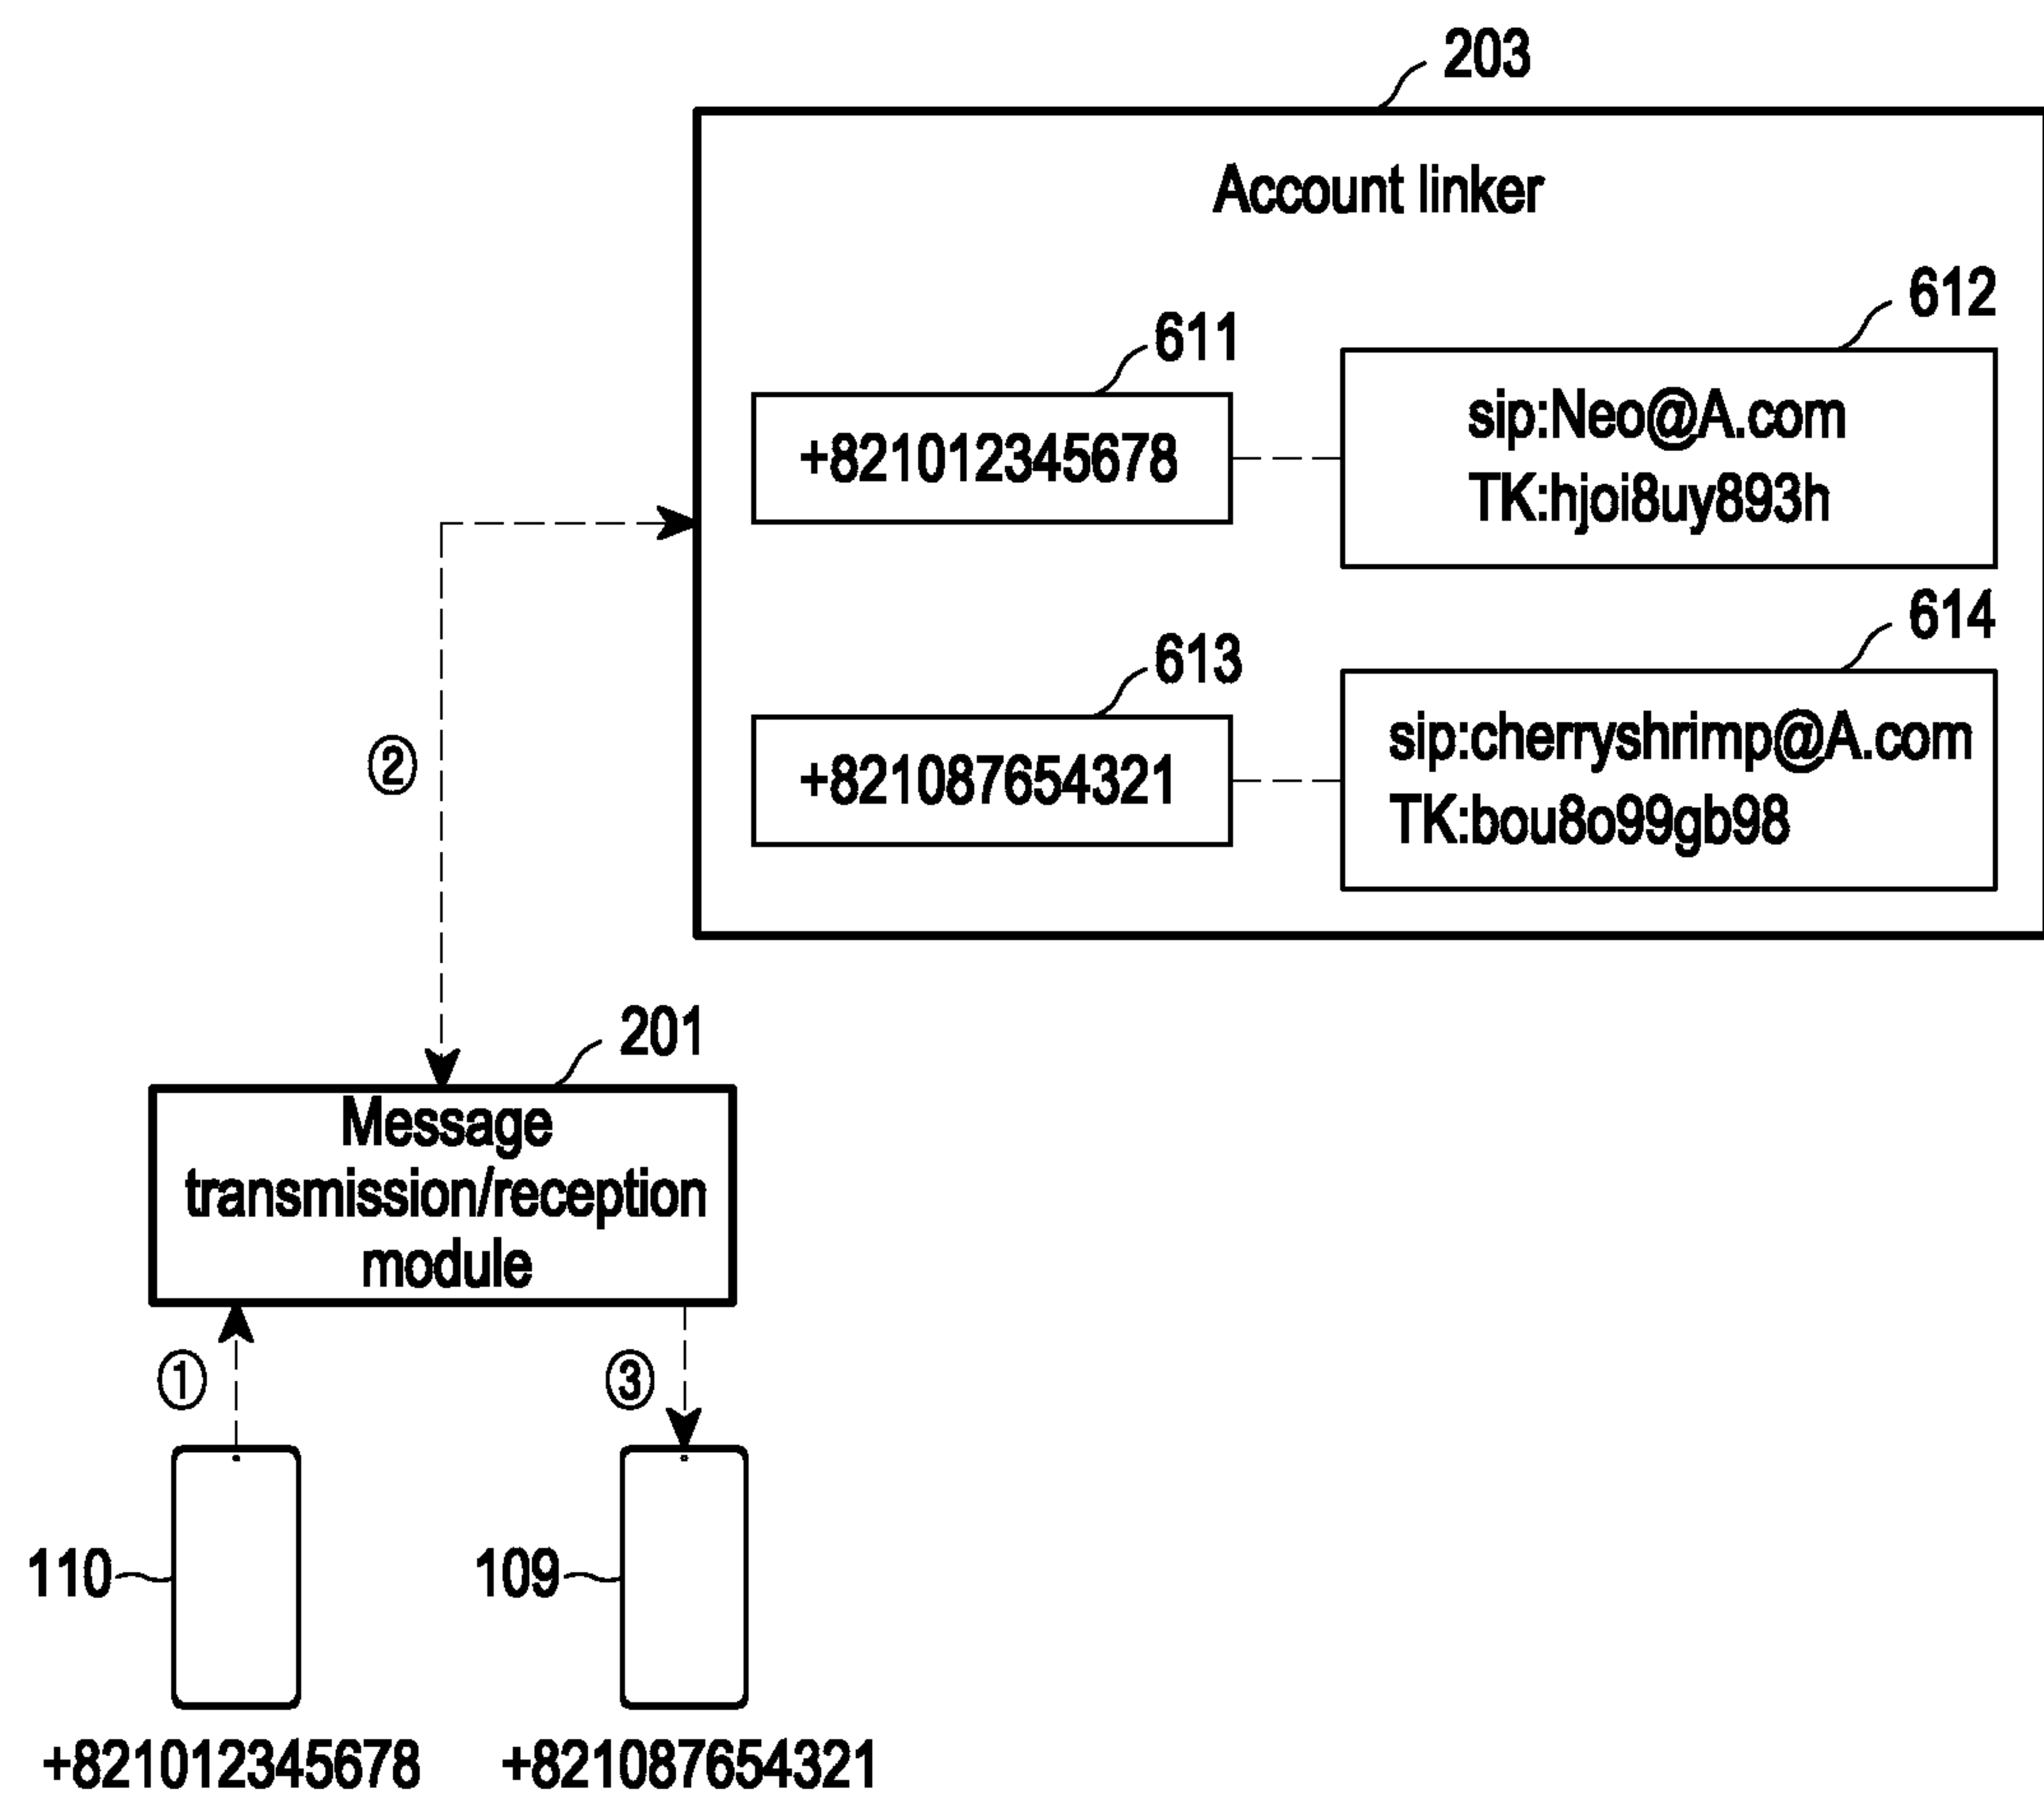 203
Account linker
612
611
sip:Neo@A.com
+821012345678
TK:hjoi8uy893h
614
613
sip:cherryshrimp@A.com
+821087654321
TK:bou8o99gb98
②
201
Message
transmission/reception
module
①
③
110
109
+821012345678
+821087654321